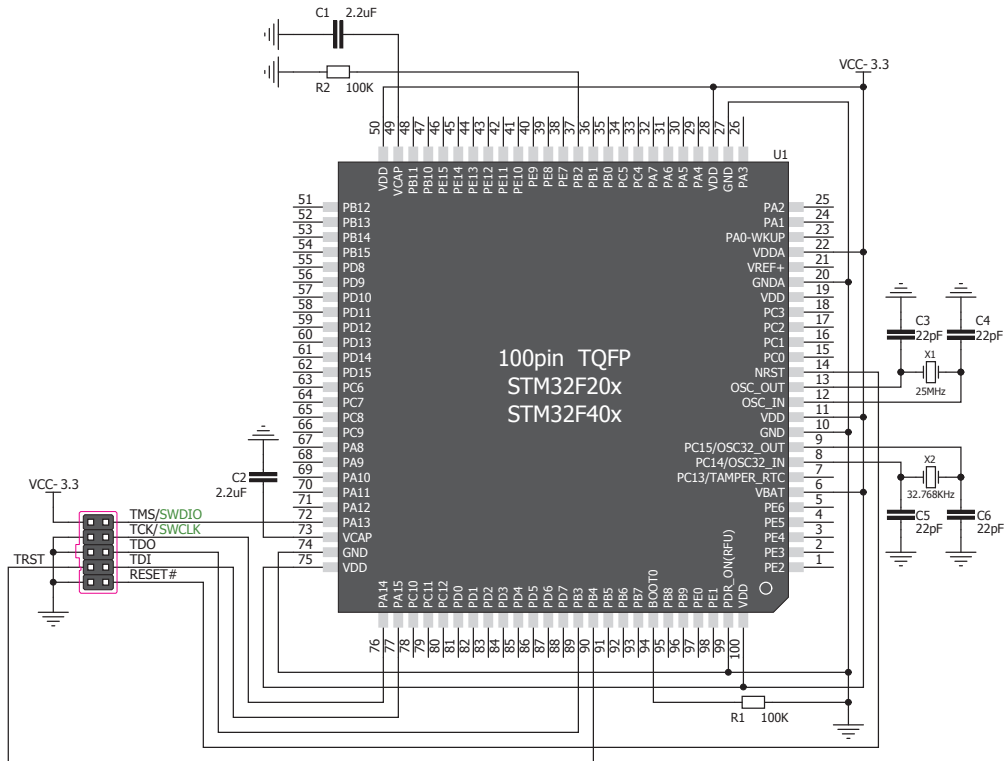 C1 2.2uF
R2 100K
VCC-3.3
50 49 48 47 46 45 44 43 42 41 40 39 38 37 36 35 34 33 32 31 30 29 28 27 26
U1
VDD VCAP PB11 PB10 PE15 PE14 PE13 PE12 PE11 PE10 PE9 PE8 PE7 PB2 PB1 PB0 PC5 PC4 PA7 PA6 PA5 PA4 VDD GND PA3
51 PB12 PA2 25
52 PB13 PA1 24
53 PB14 PA0-WKUP 23
54 PB15 VDDA 22
55 PD8 VREF+ 21
56 PD9 GNDA 20
57 PD10 VDD 19
58 PD11 PC3 18
59 PD12 PC2 17
60 PD13 PC1 16
61 PD14 PC0 15
62 PD15 NRST 14
63 PC6 OSC_OUT 13
64 PC7 OSC_IN 12
65 PC8 VDD 11
66 PC9 GND 10
67 PA8 PC15/OSC32_OUT 9
68 PA9 PC14/OSC32_IN 8
69 PA10 PC13/TAMPER_RTC 7
70 PA11 VBAT 6
71 PA12 PE6 5
72 PA13 PE5 4
73 VCAP PE4 3
74 GND PE3 2
75 VDD PE2 1
100pin TQFP
STM32F20x
STM32F40x
C3 22pF
C4 22pF
X1
25MHz
X2
32.768KHz
C5 22pF
C6 22pF
C2
2.2uF
VCC-3.3
TMS/SWDIO
TCK/SWCLK
TDO
TRST TDI
RESET#
PA14 PA15 PC10 PC11 PC12 PD0 PD1 PD2 PD3 PD4 PD5 PD6 PD7 PB3 PB4 PB5 PB6 PB7 BOOT0 PB8 PB9 PE0 PE1 PDR_ON(RFU) VDD
76 77 78 79 80 81 82 83 84 85 86 87 88 89 90 91 92 93 94 95 96 97 98 99 100
R1 100K